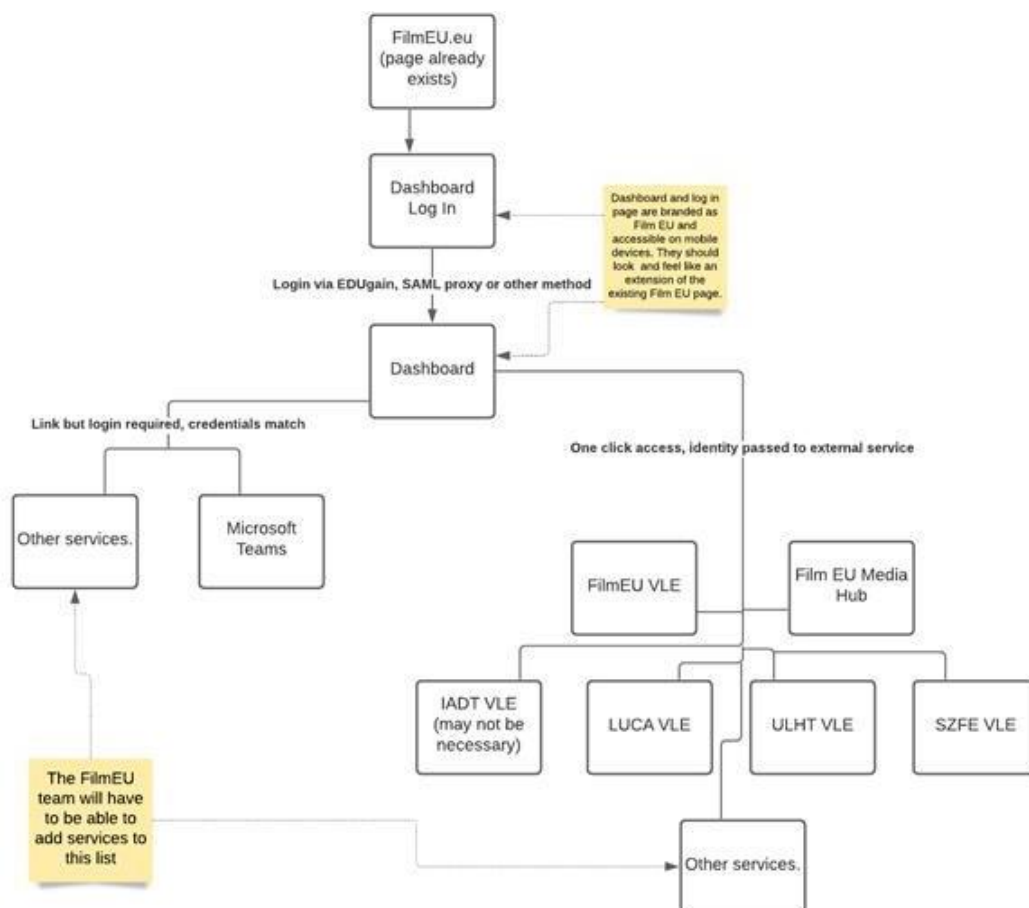 FilmEU.eu
(page already
exists)
Dashboard
Log In
Dashboard and log in
page are branded as
Film EU and
accessible on mobile
devices. They should
look and feel like an
extension of the
existing Film EU page.
Login via EDUgain, SAML proxy or other method
Dashboard
Link but login required, credentials match
One click access, identity passed to external service
Other services.
Microsoft
Teams
FilmEU VLE
Film EU Media
Hub
IADT VLE
(may not be
necessary)
LUCA VLE
ULHT VLE
SZFE VLE
The FilmEU
team will have
to be able to
add services to
this list
Other services.